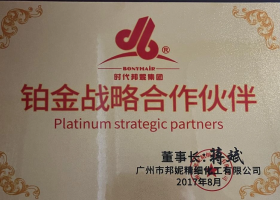 ®
BONYHAIR
时代邦妮集团
铂金战略合作伙伴
Platinum strategic partners
董事长:蒋斌
广州市邦妮精细化工有限公司
2017年8月